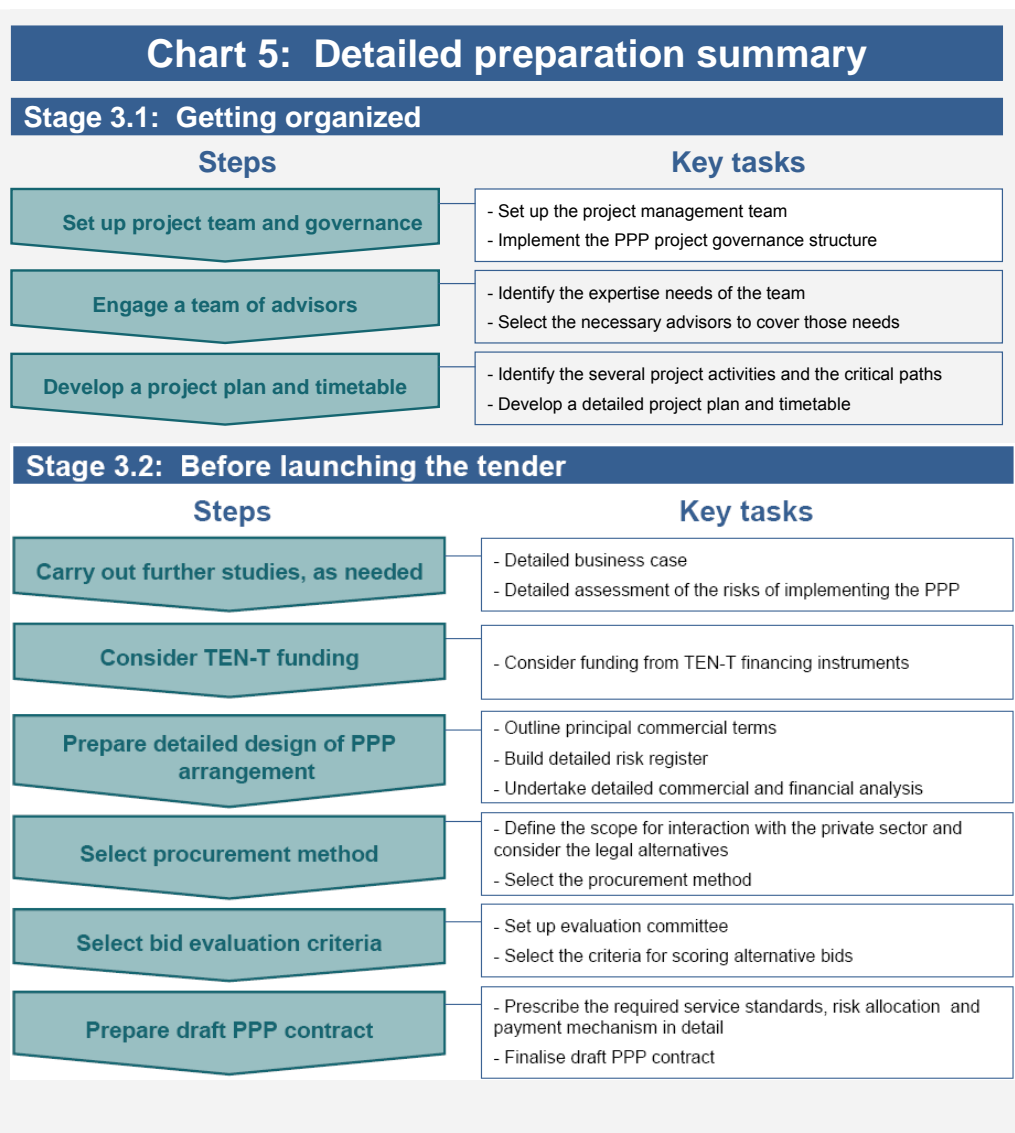 Chart 5: Detailed preparation summary
Stage 3.1: Getting organized
Steps
Key tasks
Set up project team and governance
- Set up the project management team
- Implement the PPP project governance structure
Engage a team of advisors
- Identify the expertise needs of the team
- Select the necessary advisors to cover those needs
Develop a project plan and timetable
- Identify the several project activities and the critical paths
- Develop a detailed project plan and timetable
Stage 3.2: Before launching the tender
Steps
Key tasks
Carry out further studies, as needed
- Detailed business case
- Detailed assessment of the risks of implementing the PPP
Consider TEN-T funding
- Consider funding from TEN-T financing instruments
Prepare detailed design of PPP
arrangement
- Outline principal commercial terms
- Build detailed risk register
- Undertake detailed commercial and financial analysis
Select procurement method
- Define the scope for interaction with the private sector and
consider the legal alternatives
- Select the procurement method
Select bid evaluation criteria
- Set up evaluation committee
- Select the criteria for scoring alternative bids
Prepare draft PPP contract
- Prescribe the required service standards, risk allocation and
payment mechanism in detail
- Finalise draft PPP contract